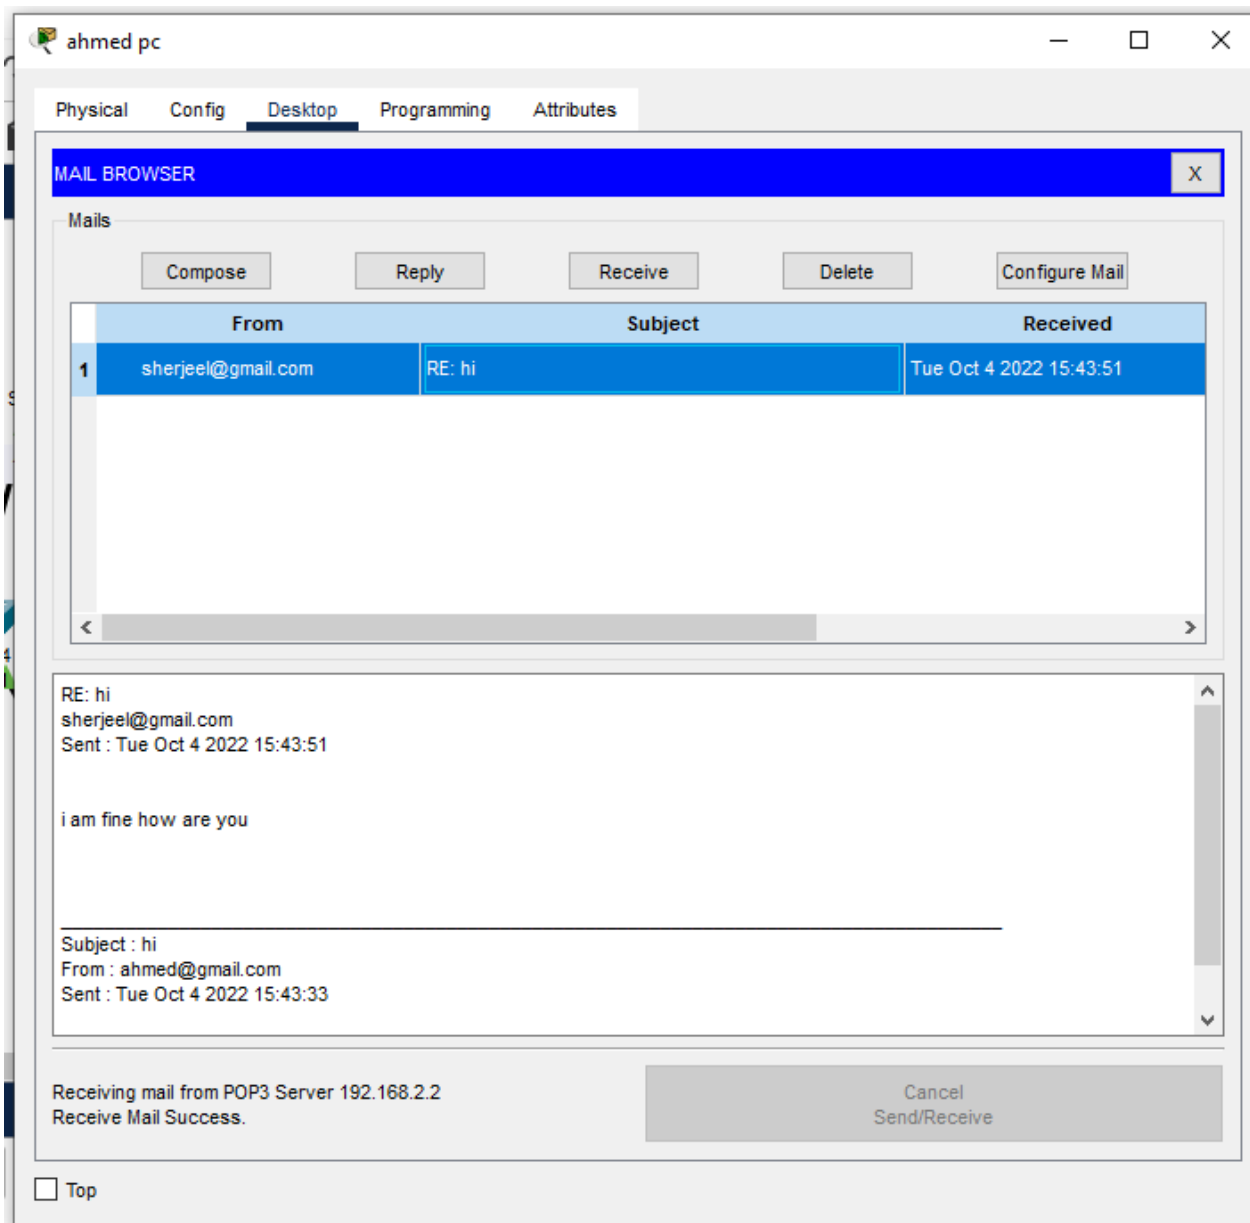 ahmed pc
Physical Config Desktop Programming Attributes
MAIL BROWSER X
Mails
Compose Reply Receive Delete Configure Mail
From Subject Received
1 sherjeel@gmail.com RE: hi Tue Oct 4 2022 15:43:51
RE: hi
sherjeel@gmail.com
Sent : Tue Oct 4 2022 15:43:51
i am fine how are you
Subject : hi
From : ahmed@gmail.com
Sent : Tue Oct 4 2022 15:43:33
Receiving mail from POP3 Server 192.168.2.2
Receive Mail Success.
Cancel
Send/Receive
Top